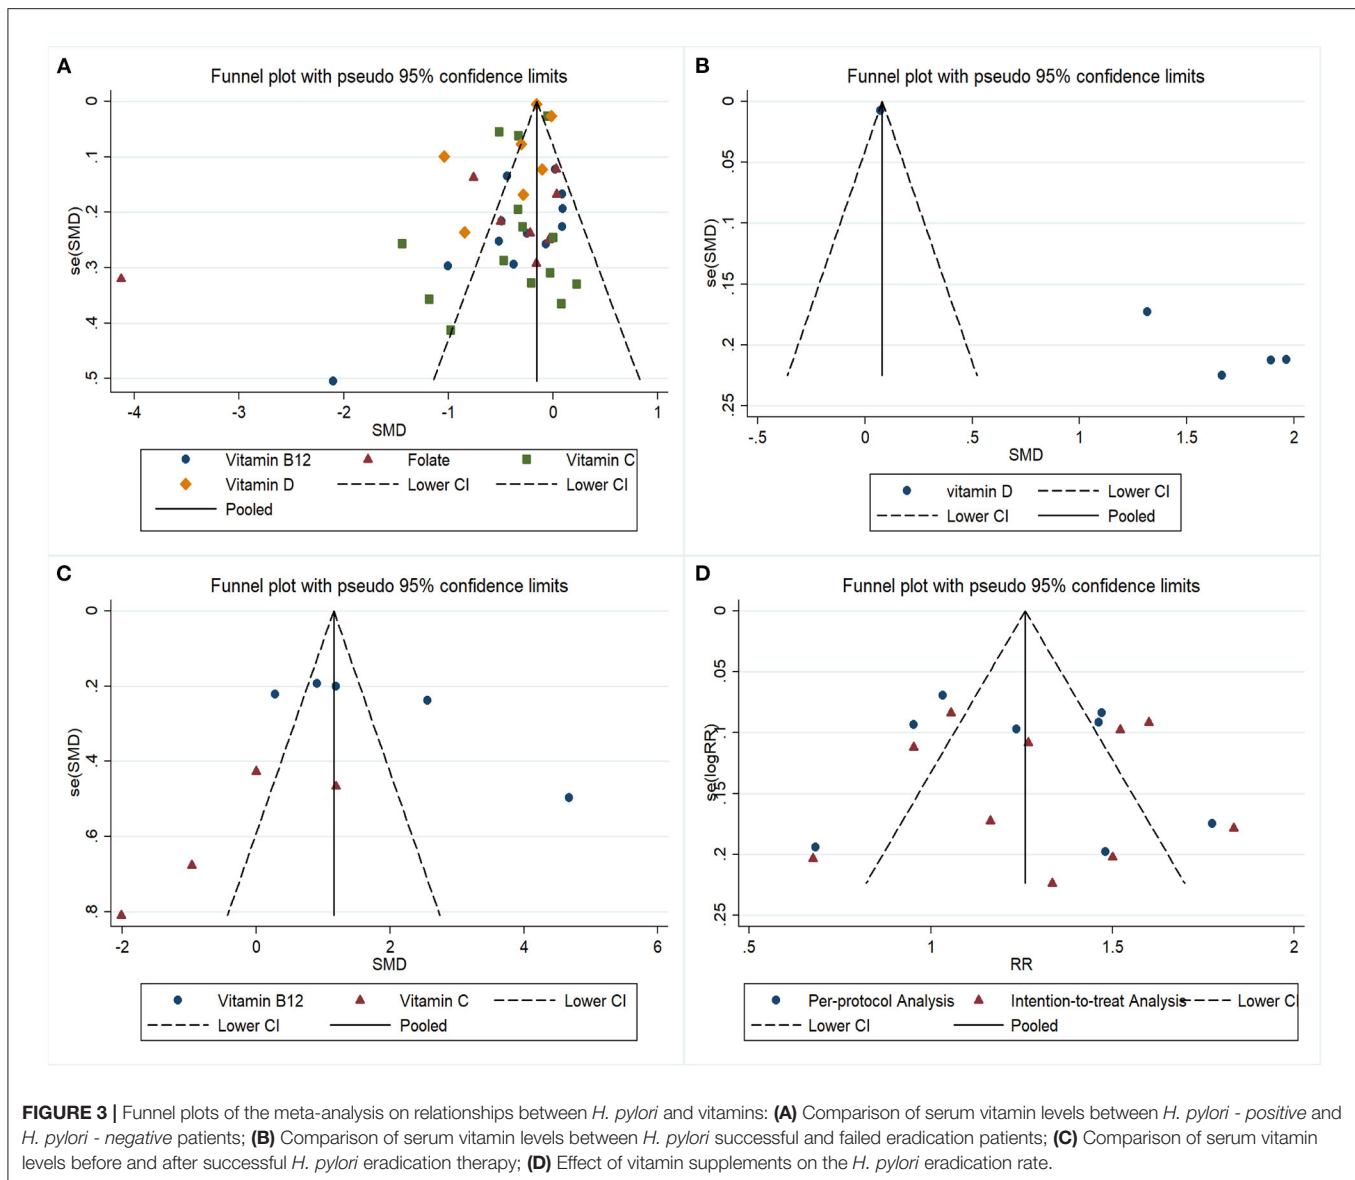 A
Funnel plot with pseudo 95% confidence limits
se(SMD)
0
.1
.2
.3
.4
.5
-4
-3
-2
-1
0
1
SMD
Vitamin B12
Folate
Vitamin C
Vitamin D
Lower CI
Lower CI
Pooled
B
Funnel plot with pseudo 95% confidence limits
se(SMD)
0
.05
.1
.15
.2
.25
-.5
0
.5
1
1.5
2
SMD
vitamin D
Lower CI
Lower CI
Pooled
C
Funnel plot with pseudo 95% confidence limits
se(SMD)
0
.2
.4
.6
.8
-2
0
2
4
6
SMD
Vitamin B12
Vitamin C
Lower CI
Lower CI
Pooled
D
Funnel plot with pseudo 95% confidence limits
se(logRR)
0
.05
.1
.15
.2
.25
.5
1
1.5
2
RR
Per-protocol Analysis
Intention-to-treat Analysis
Lower CI
Lower CI
Pooled
FIGURE 3 | Funnel plots of the meta-analysis on relationships between H. pylori and vitamins: (A) Comparison of serum vitamin levels between H. pylori - positive and
H. pylori - negative patients; (B) Comparison of serum vitamin levels between H. pylori successful and failed eradication patients; (C) Comparison of serum vitamin
levels before and after successful H. pylori eradication therapy; (D) Effect of vitamin supplements on the H. pylori eradication rate.